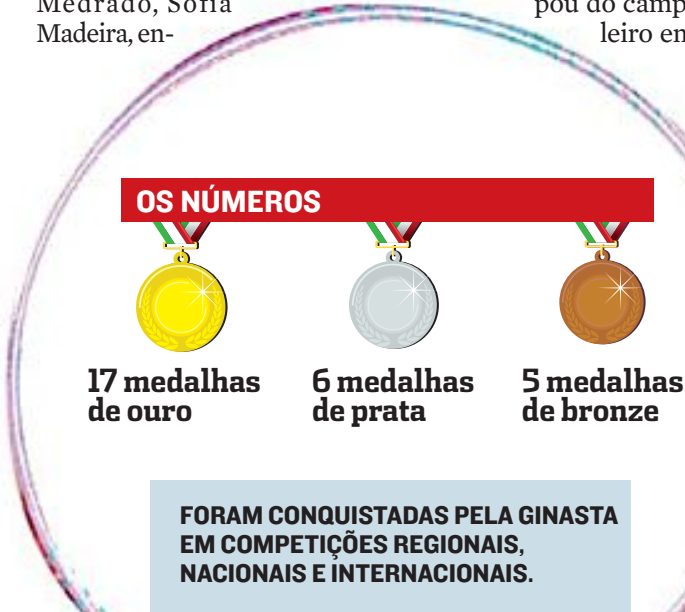 Medrado, Sofia
Madeira, en-
pou do camp
leiro en
OS NÚMEROS
17 medalhas
de ouro
6 medalhas
de prata
5 medalhas
de bronze
FORAM CONQUISTADAS PELA GINASTA
EM COMPETIÇÕES REGIONAIS,
NACIONAIS E INTERNACIONAIS.